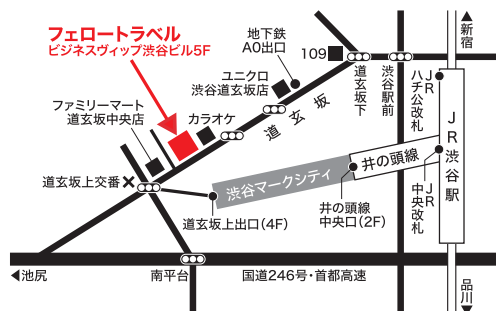 フェロートラベル
ビジネスヴィップ渋谷ビル5F
地下鉄
A0出口
109
ユニクロ
渋谷道玄坂店
ファミリーマート
道玄坂中央店
カラオケ
道玄坂
道玄坂下
渋谷駅前
▲新宿
JR
ハチ公改札
JR渋谷駅
井の頭線
渋谷マークシティ
道玄坂上交番
道玄坂上出口(4F)
井の頭線
中央口(2F)
JR
中央改札
◀池尻
南平台
国道246号・首都高速
品川▼